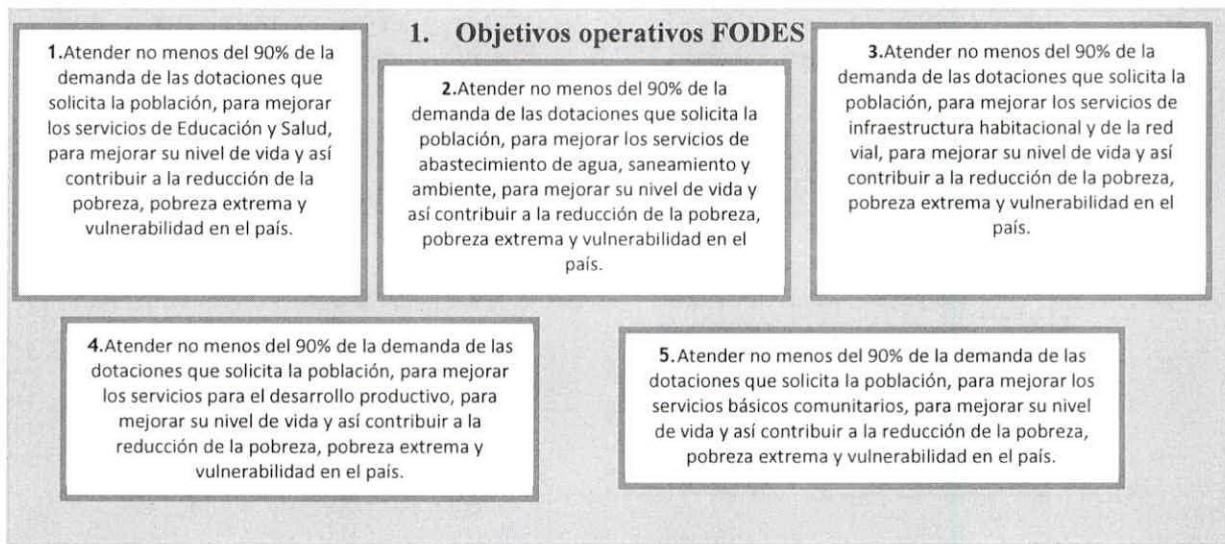 1. Objetivos operativos FODES
1.Atender no menos del 90% de la
demanda de las dotaciones que
solicita la población, para mejorar
los servicios de Educación y Salud,
para mejorar su nivel de vida y así
contribuir a la reducción de la
pobreza, pobreza extrema y
vulnerabilidad en el país.
2.Atender no menos del 90% de la
demanda de las dotaciones que solicita la
población, para mejorar los servicios de
abastecimiento de agua, saneamiento y
ambiente, para mejorar su nivel de vida y
así contribuir a la reducción de la pobreza,
pobreza extrema y vulnerabilidad en el
país.
3.Atender no menos del 90% de la
demanda de las dotaciones que solicita la
población, para mejorar los servicios de
infraestructura habitacional y de la red
vial, para mejorar su nivel de vida y así
contribuir a la reducción de la pobreza,
pobreza extrema y vulnerabilidad en el
país.
4.Atender no menos del 90% de la demanda de las
dotaciones que solicita la población, para mejorar
los servicios para el desarrollo productivo, para
mejorar su nivel de vida y así contribuir a la
reducción de la pobreza, pobreza extrema y
vulnerabilidad en el país.
5.Atender no menos del 90% de la demanda de las
dotaciones que solicita la población, para mejorar los
servicios básicos comunitarios, para mejorar su nivel
de vida y así contribuir a la reducción de la pobreza,
pobreza extrema y vulnerabilidad en el país.